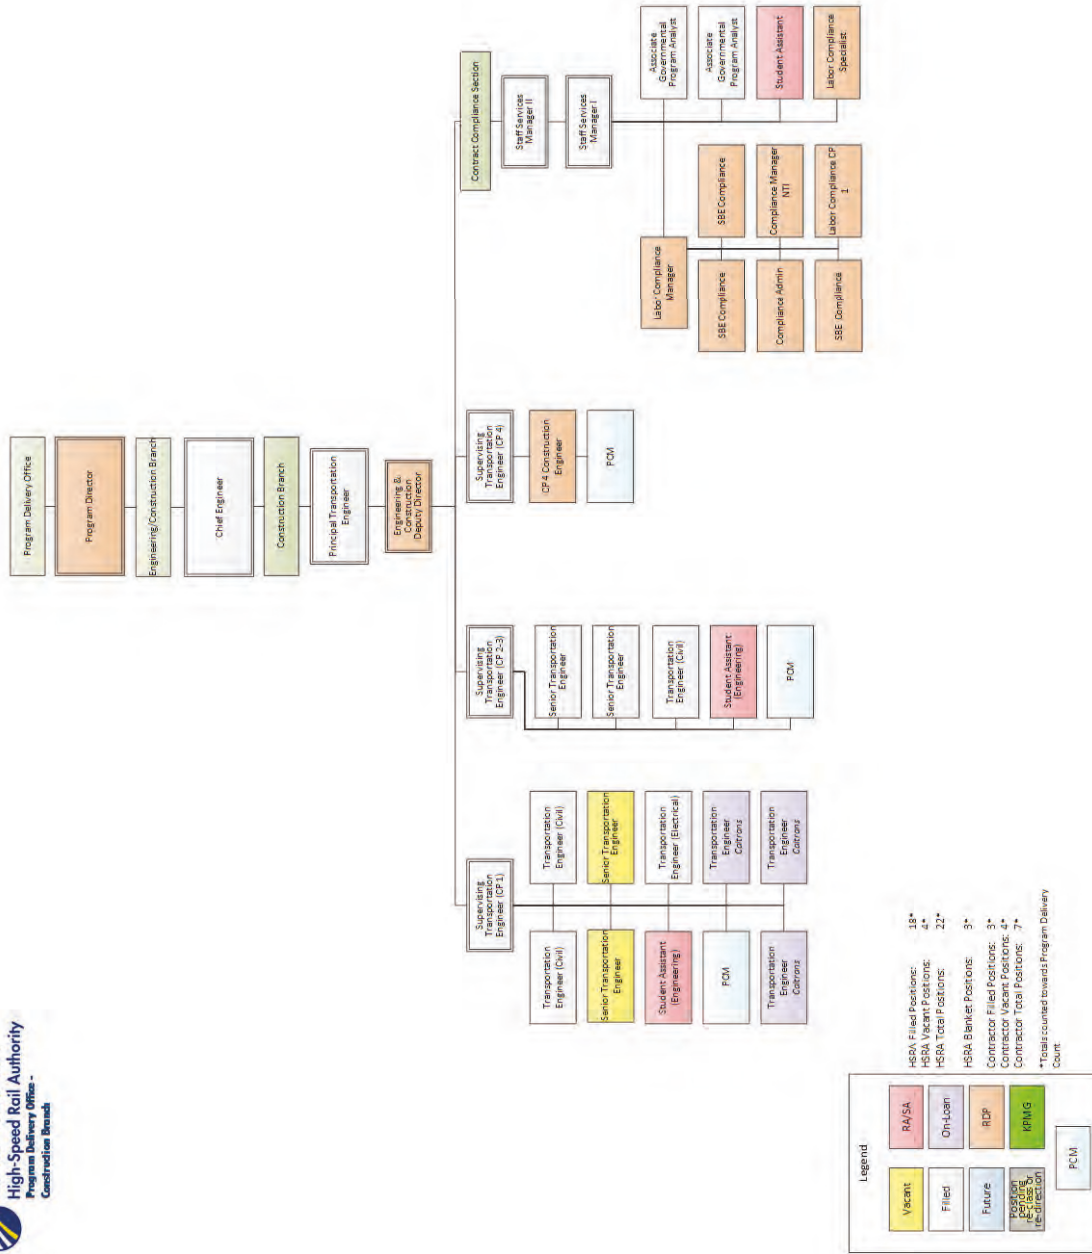 High-Speed Rail Authority
Program Delivery Office -
Construction Branch
Program Delivery Office
Program Director
Engineering/Construction Branch
Chief Engineer
Construction Branch
Principal Transportation
Engineer
Engineering &
Construction
Deputy Director
Supervising
Transportation
Engineer (CP 1)
Transportation
Engineer (Civil)
Transportation
Engineer (Civil)
Senior Transportation
Engineer
Senior Transportation
Engineer
Student Assistant
(Engineering)
Transportation
Engineer (Electrical)
PCM
Transportation
Engineer
Caltrans
Transportation
Engineer
Caltrans
Transportation
Engineer
Caltrans
Supervising
Transportation
Engineer (CP 2-3)
Senior Transportation
Engineer
Senior Transportation
Engineer
Transportation
Engineer (Civil)
Student Assistant
(Engineering)
PCM
Supervising
Transportation
Engineer (CP 4)
CP 4 Construction
Engineer
PCM
Contract Compliance Section
Staff Services
Manager II
Staff Services
Manager I
Labor Compliance
Manager
SBE Compliance
SBE Compliance
Compliance Admin
Compliance Manager
NTI
SBE Compliance
Labor Compliance CP
1
Associate
Governmental
Program Analyst
Associate
Governmental
Program Analyst
Student Assistant
Labor Compliance
Specialist
Legend
Vacant
RA/SA
Filled
On-Loan
Future
RDP
Position
pending
re-class or
re-direction
KPMG
PCM
HSRA Filled Positions: 18*
HSRA Vacant Positions: 4*
HSRA Total Positions: 22*
HSRA Blanket Positions: 3*
Contractor Filled Positions: 3*
Contractor Vacant Positions: 4*
Contractor Total Positions: 7*
*Totals counted towards Program Delivery
Count